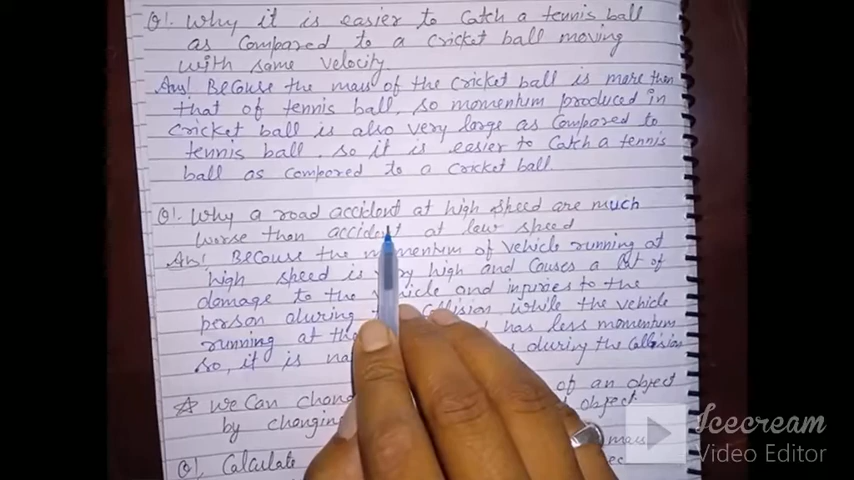 Q!. Why it is easier to catch a tennis ball
as compared to a cricket ball moving
with same velocity.
Ans! Because the mass of the cricket ball is more then
that of tennis ball, so momentum produced in
cricket ball is also very large as compared to
tennis ball. so it is easier to catch a tennis
ball as compared to a cricket ball.
Q!. Why a road accident at high speed are much
worse then accident at low speed
An! Because the momentum of vehicle running at
high speed is very high and causes a lot of
damage to the vehicle and injuries to the
person during collision, while the vehicle
running at the has less momentum
so, it is during the collision
☆ We can of an object
by changing object.
Q!, Calculate mass
Icecream
Video Editor